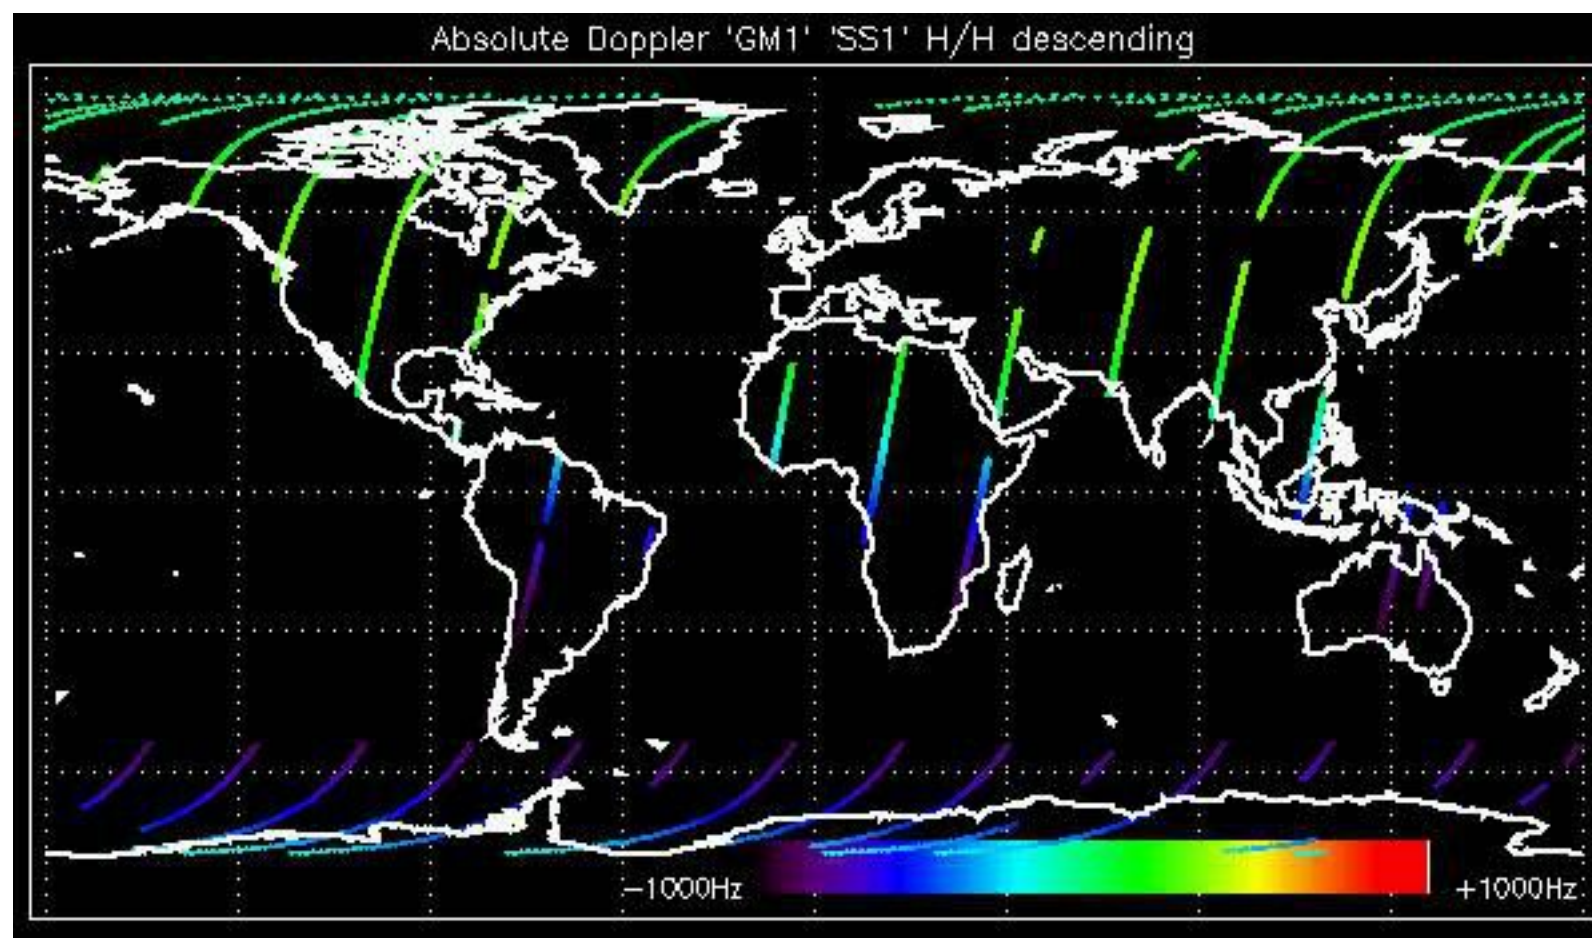 Absolute Doppler 'GM1' 'SS1' H/H descending
-1000Hz
+1000Hz